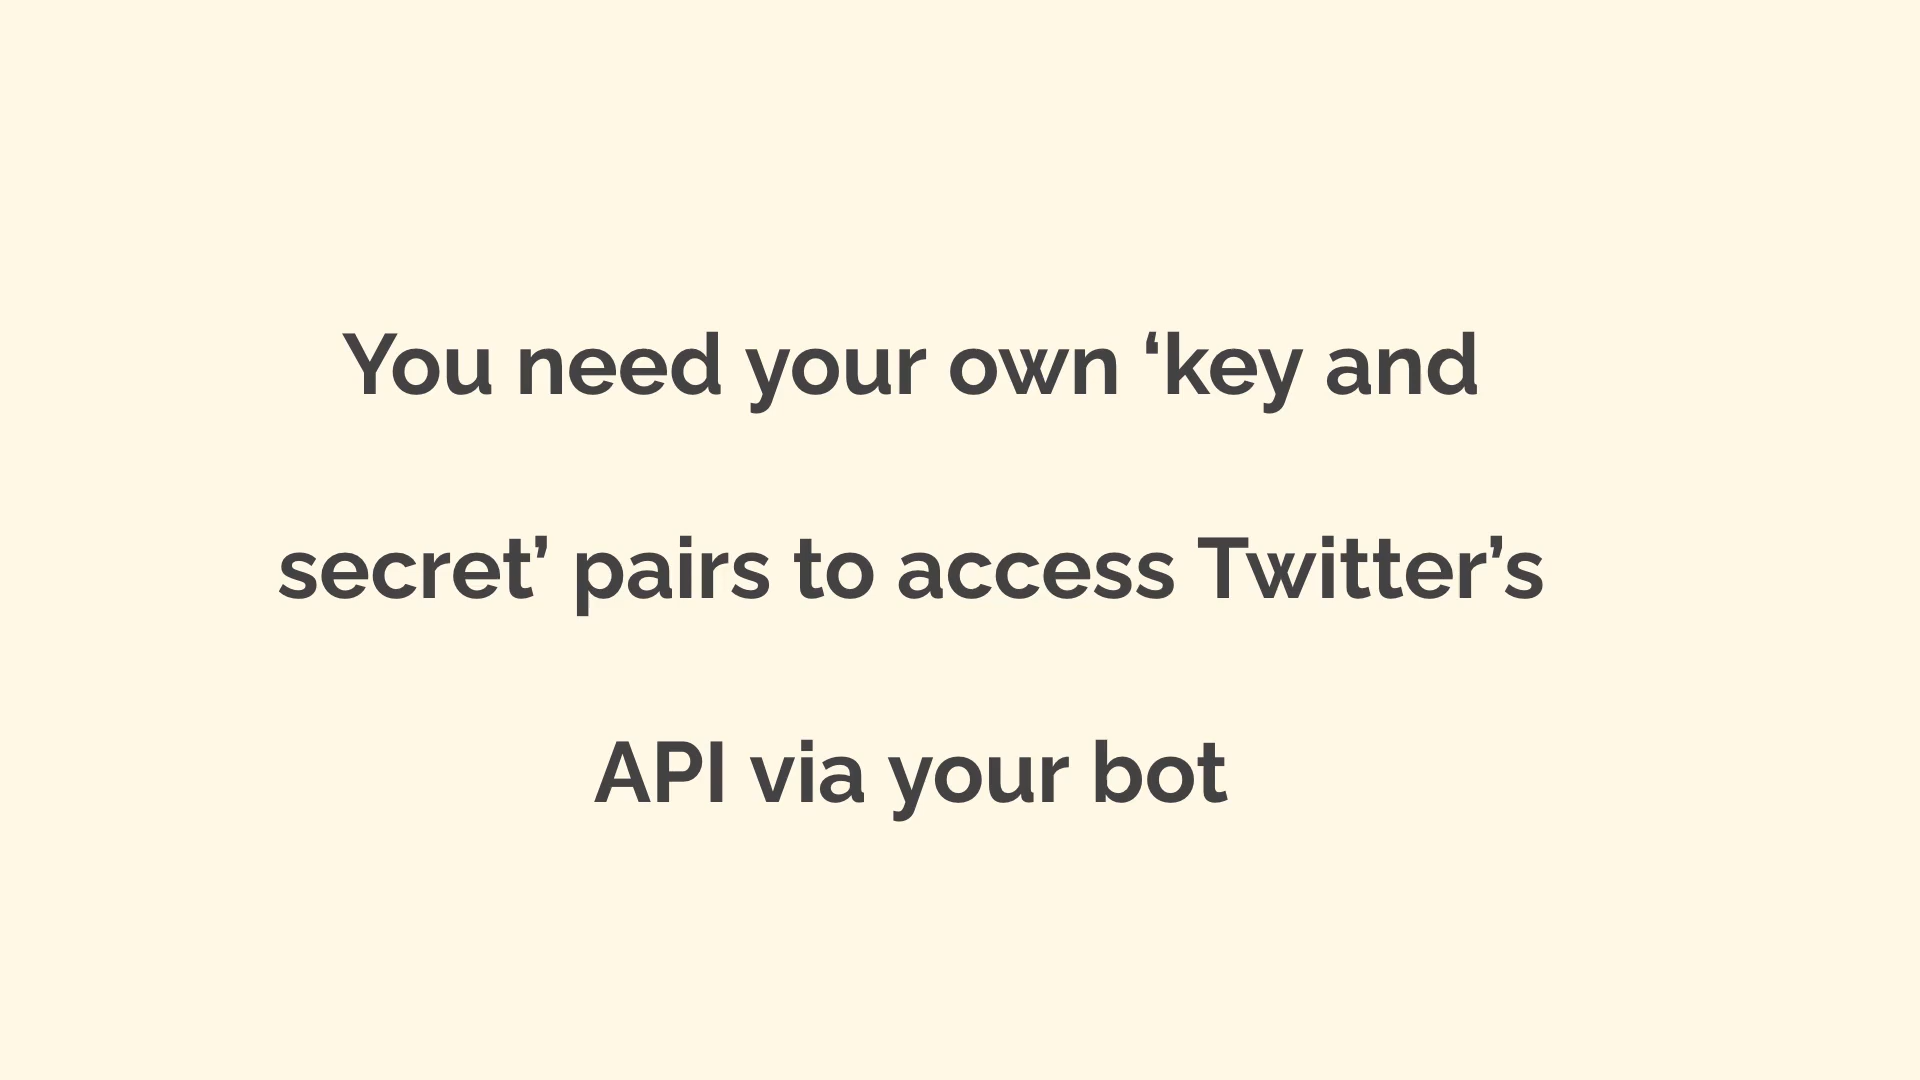 You need your own ‘key and
secret’ pairs to access Twitter’s
API via your bot